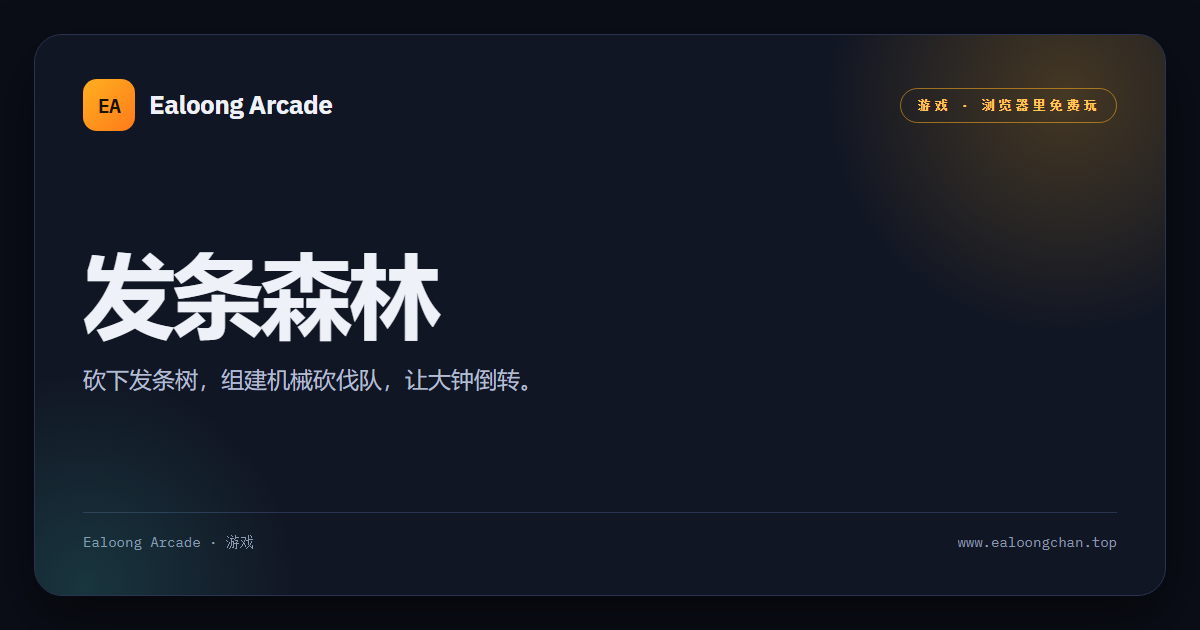 EA
Ealoong Arcade
游戏 · 浏览器里免费玩
发条森林
砍下发条树，组建机械砍伐队，让大钟倒转。
Ealoong Arcade · 游戏
www.ealoongchan.top